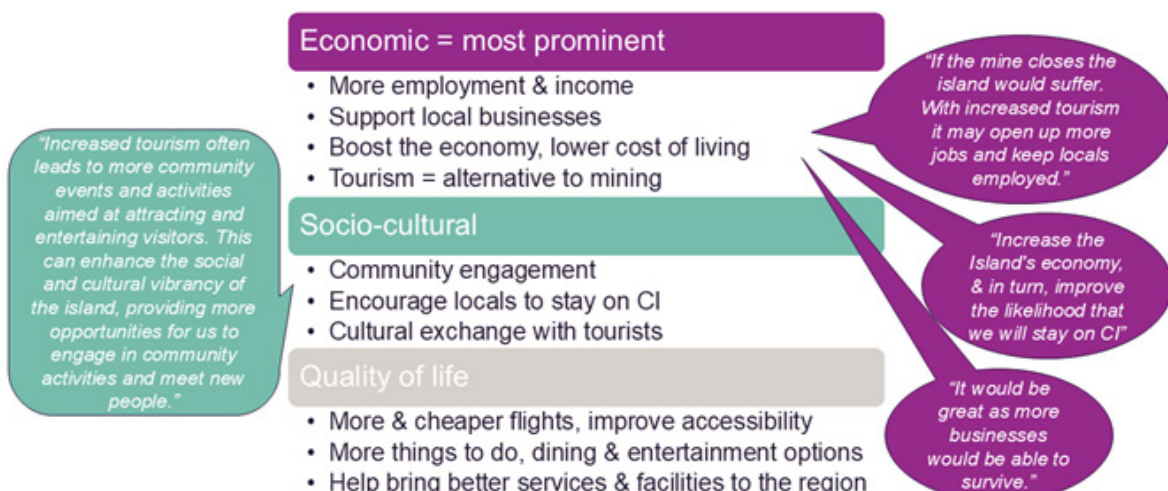 Economic = most prominent
• More employment & income
• Support local businesses
• Boost the economy, lower cost of living
• Tourism = alternative to mining
Socio-cultural
• Community engagement
• Encourage locals to stay on CI
• Cultural exchange with tourists
Quality of life
• More & cheaper flights, improve accessibility
• More things to do, dining & entertainment options
• Help bring better services & facilities to the region
“Increased tourism often
leads to more community
events and activities
aimed at attracting and
entertaining visitors. This
can enhance the social
and cultural vibrancy of
the island, providing more
opportunities for us to
engage in community
activities and meet new
people.”
“If the mine closes the
island would suffer.
With increased tourism
it may open up more
jobs and keep locals
employed.”
“Increase the
Island's economy,
& in turn, improve
the likelihood that
we will stay on CI”
“It would be
great as more
businesses
would be able to
survive.”